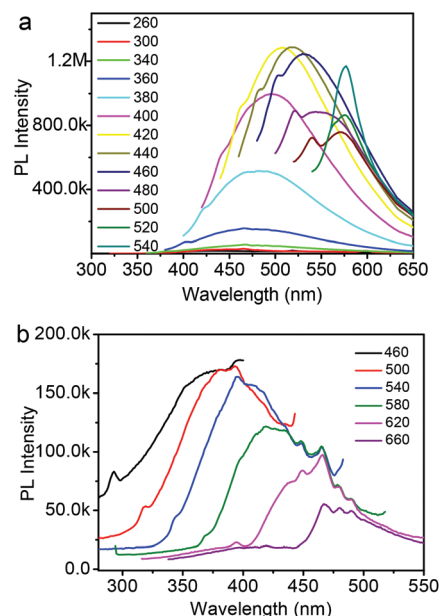 a
PL Intensity
1.2M
800.0k
400.0k
260
300
340
360
380
400
420
440
460
480
500
520
540
300 350 400 450 500 550 600 650
Wavelength (nm)
b
PL Intensity
200.0k
150.0k
100.0k
50.0k
0.0
460
500
540
580
620
660
300 350 400 450 500 550
Wavelength (nm)